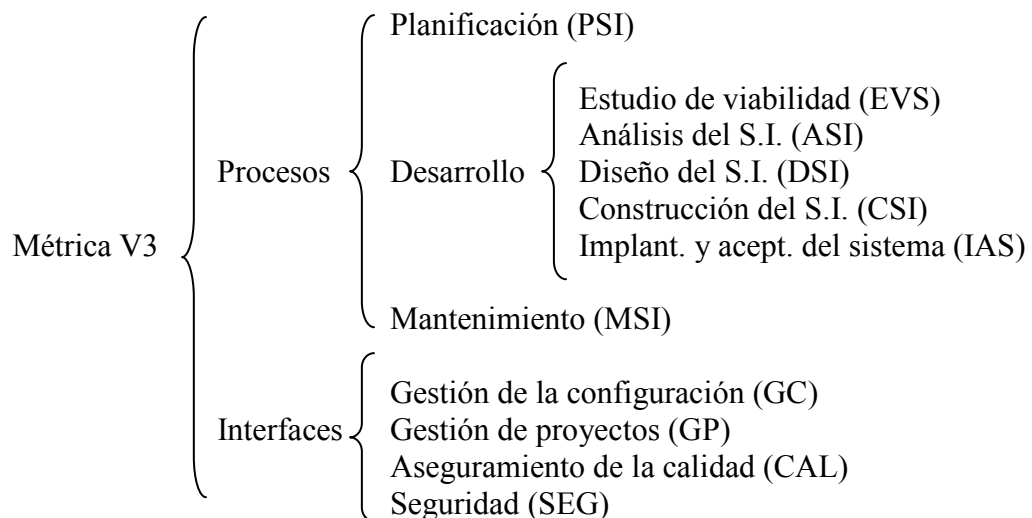 Métrica V3
Procesos
Planificación (PSI)
Desarrollo
Estudio de viabilidad (EVS)
Análisis del S.I. (ASI)
Diseño del S.I. (DSI)
Construcción del S.I. (CSI)
Implant. y acept. del sistema (IAS)
Mantenimiento (MSI)
Interfaces
Gestión de la configuración (GC)
Gestión de proyectos (GP)
Aseguramiento de la calidad (CAL)
Seguridad (SEG)